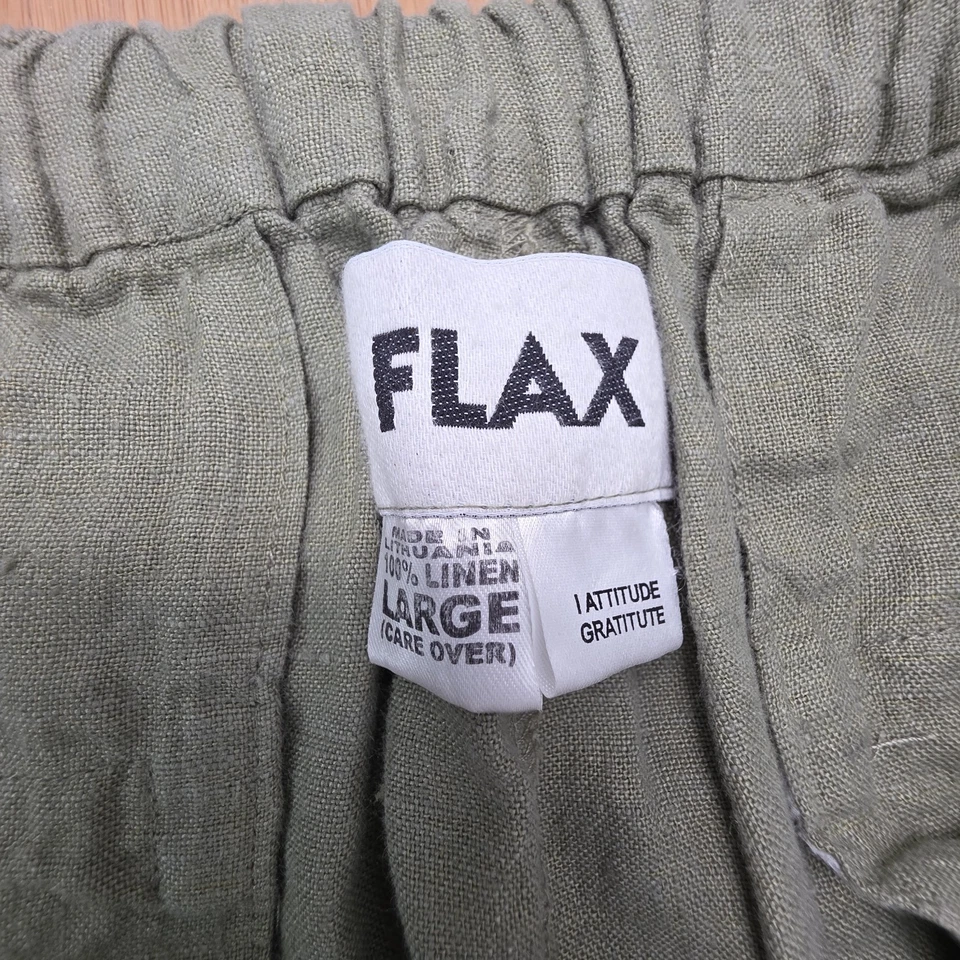 FLAX
MADE IN
LITHUANIA
100% LINEN
LARGE
(CARE OVER)
I ATTITUDE
GRATITUTE